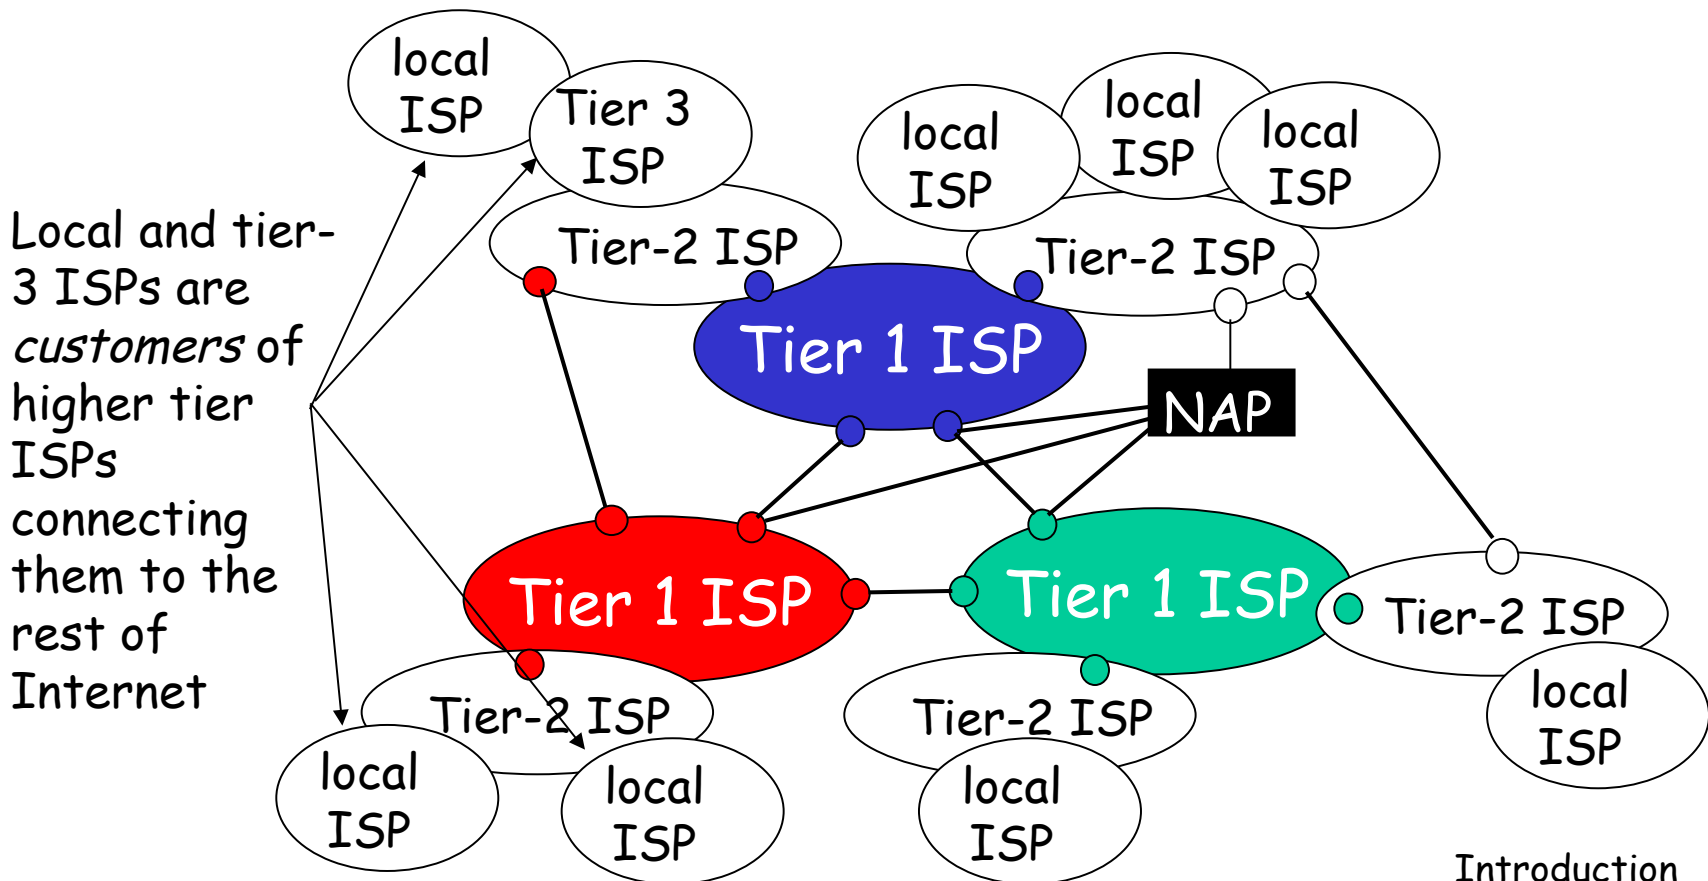 local
ISP
Tier 3
ISP
local
ISP
local
ISP
local
ISP
Local and tier-
3 ISPs are
customers of
higher tier
ISPs
connecting
them to the
rest of
Internet
Tier-2 ISP
Tier-2 ISP
Tier 1 ISP
NAP
Tier 1 ISP
Tier 1 ISP
Tier-2 ISP
Tier-2 ISP
Tier-2 ISP
local
ISP
local
ISP
local
ISP
local
ISP
Introduction